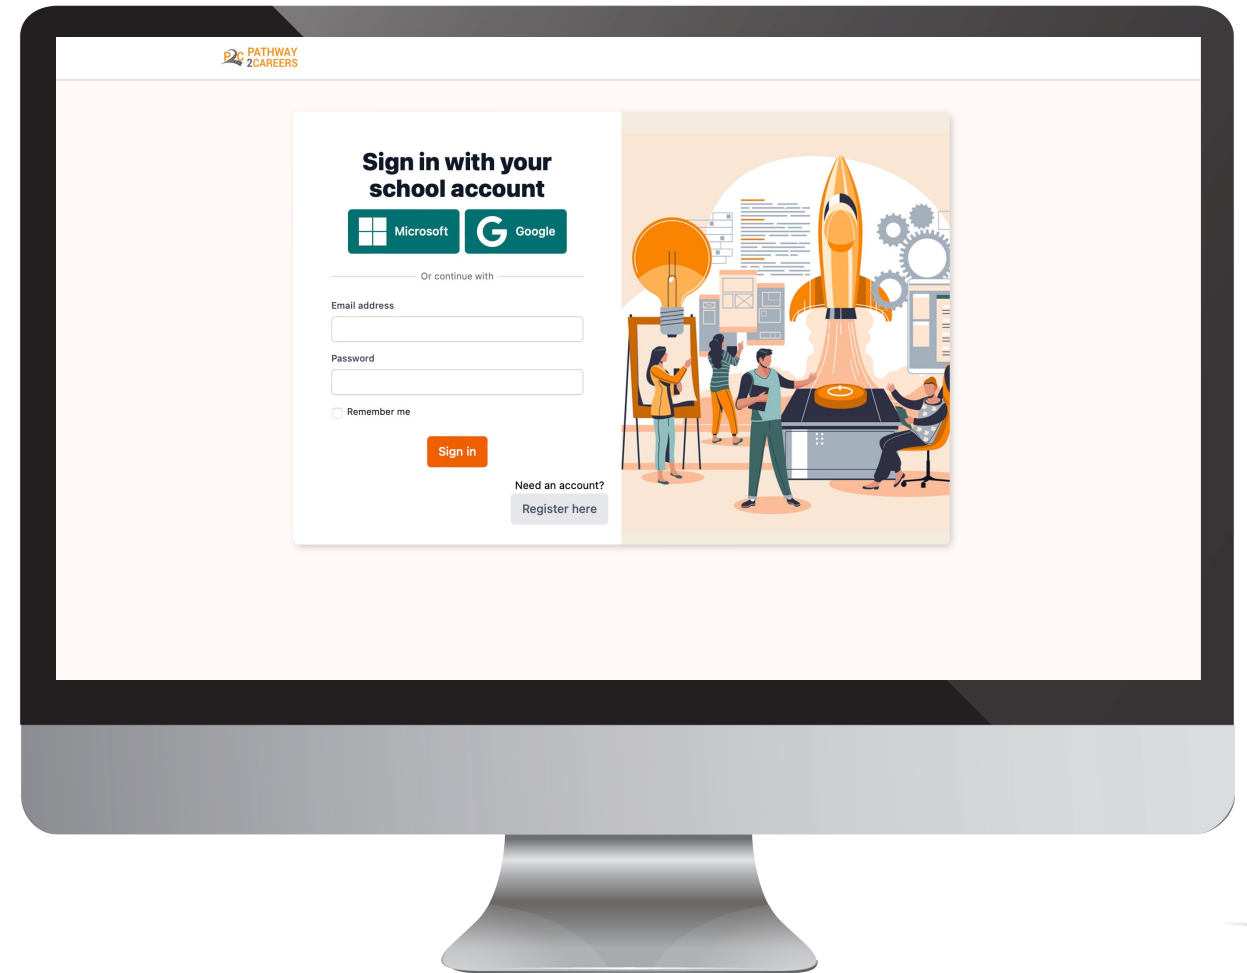 P2C PATHWAY
2CAREERS
Sign in with your
school account
Microsoft
Google
Or continue with
Email address
Password
Remember me
Sign in
Need an account?
Register here